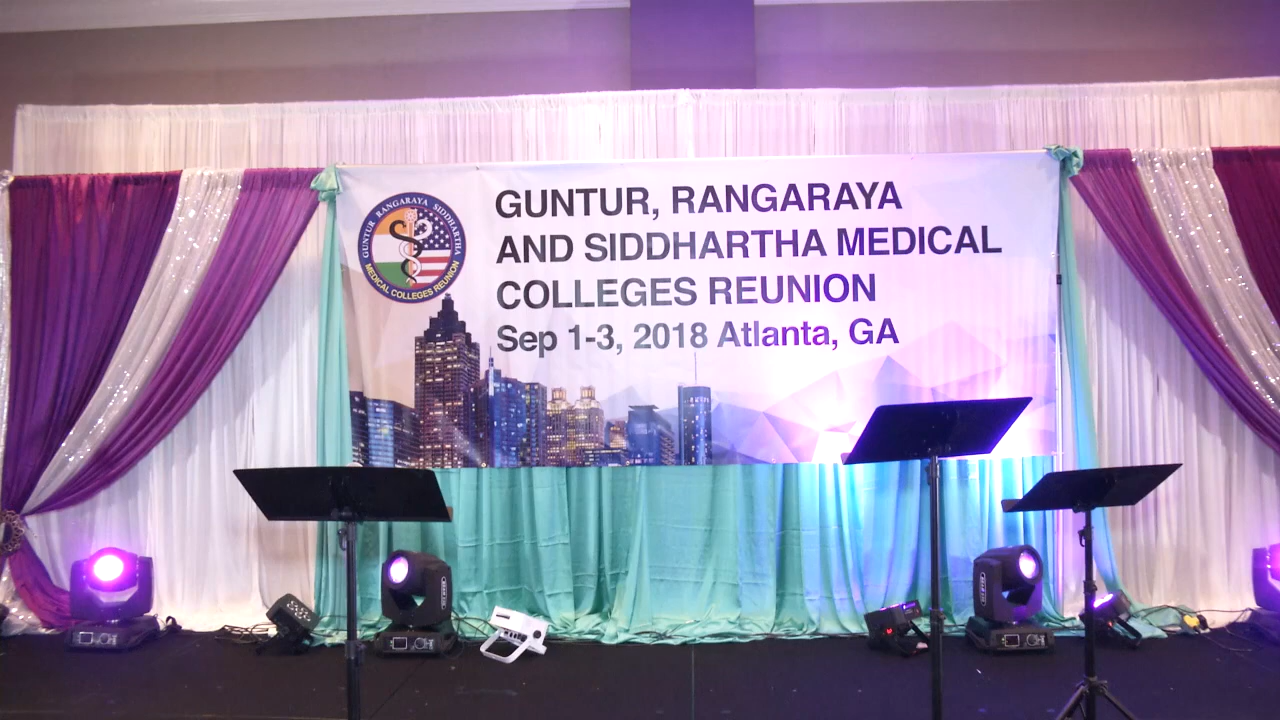 GUNTUR, RANGARAYA
AND SIDDHARTHA MEDICAL
COLLEGES REUNION
Sep 1-3, 2018 Atlanta, GA
GUNTUR RANGARAYA SIDDHARTHA
MEDICAL COLLEGES REUNION